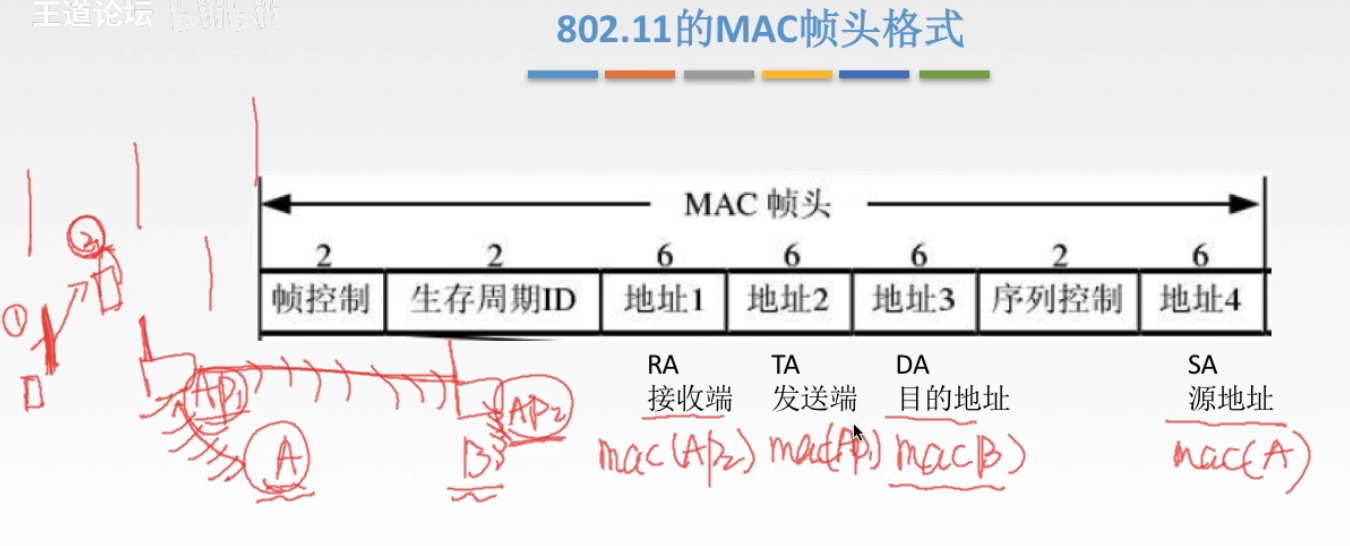 王道论坛
802.11的MAC帧头格式
MAC 帧头
2 2 6 6 6 2 6
帧控制 生存周期ID 地址1 地址2 地址3 序列控制 地址4
RA TA DA SA
接收端 发送端 目的地址 源地址
mac(AP2) mac(AP1) mac(B) mac(A)
②
①
AP1 AP2
A B